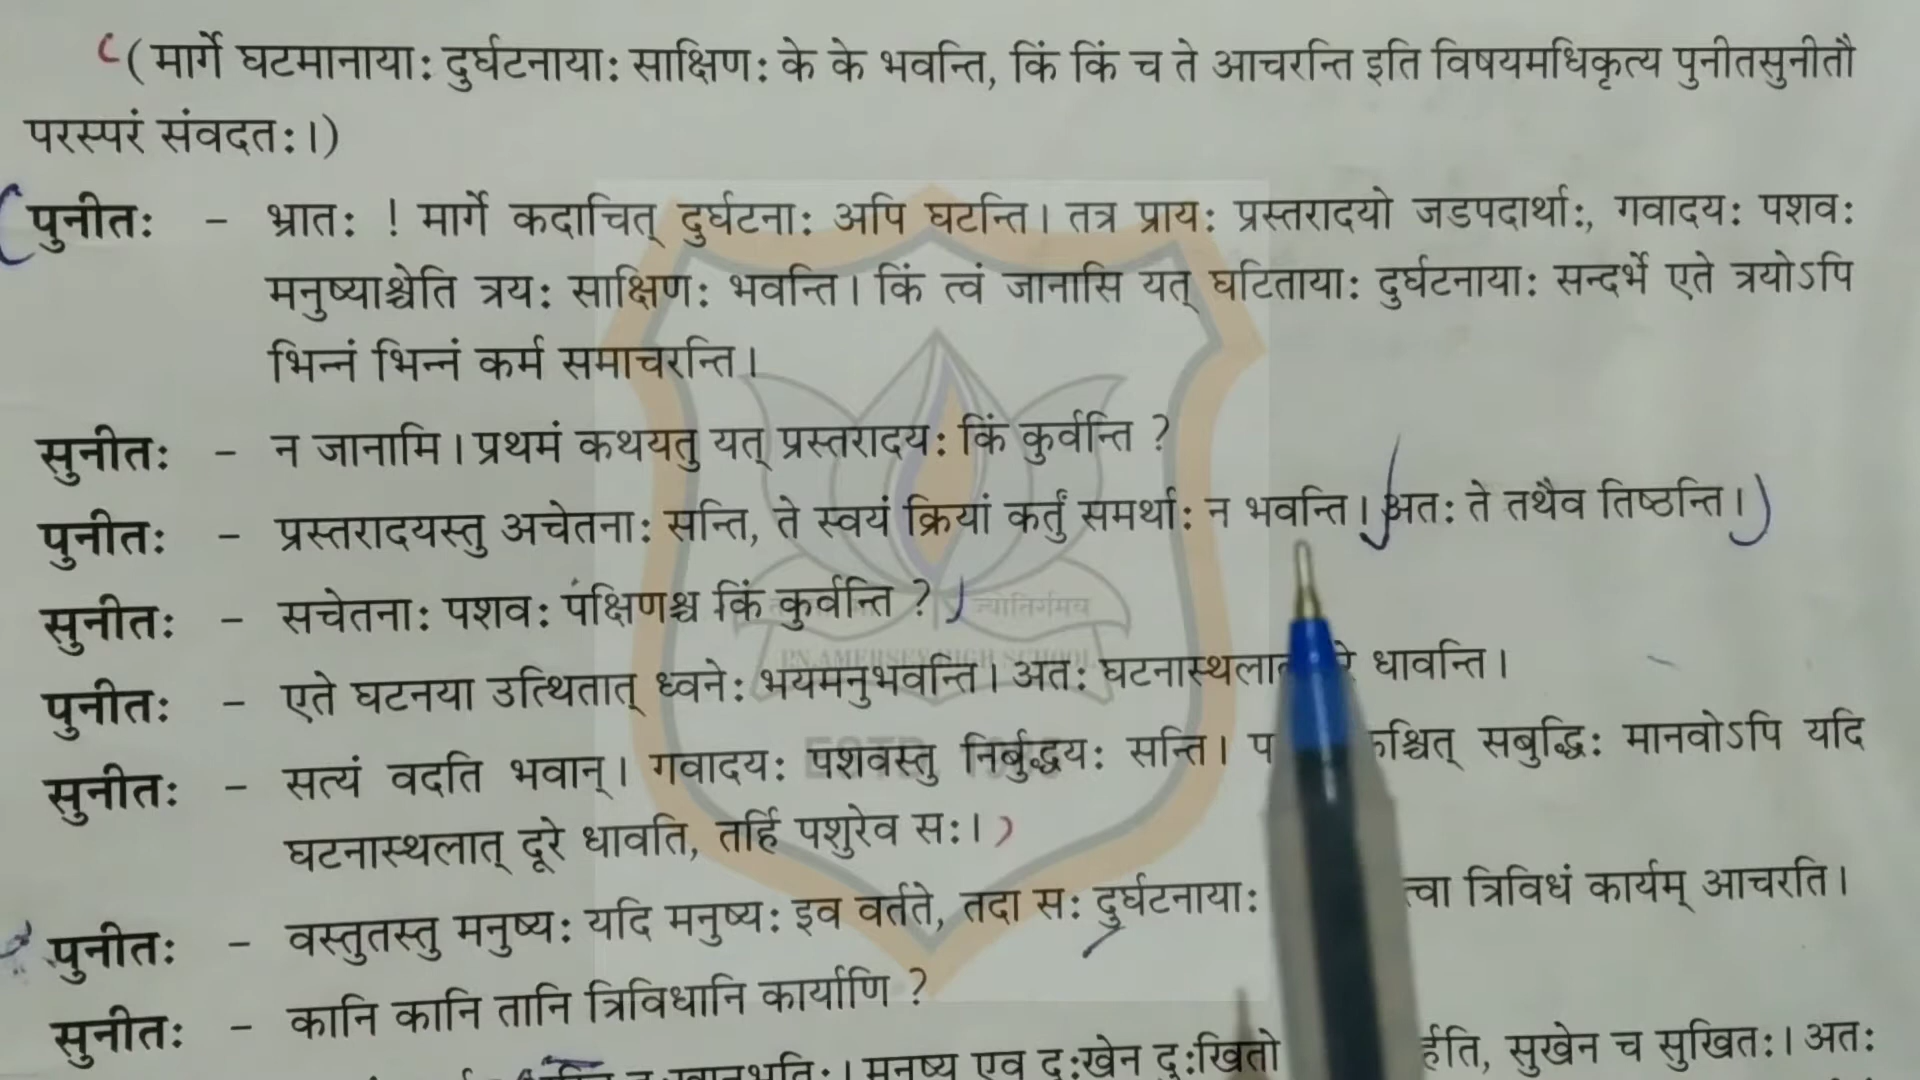 ( मार्गे घटमानायाः दुर्घटनायाः साक्षिणः के के भवन्ति, किं किं च ते आचरन्ति इति विषयमधिकृत्य पुनीतसुनीतौ
परस्परं संवदतः।)
पुनीतः - भ्रातः ! मार्गे कदाचित् दुर्घटनाः अपि घटन्ति। तत्र प्रायः प्रस्तरादयो जडपदार्थाः, गवादयः पशवः
मनुष्याश्चेति त्रयः साक्षिणः भवन्ति। किं त्वं जानासि यत् घटितायाः दुर्घटनायाः सन्दर्भे एते त्रयोऽपि
भिन्नं भिन्नं कर्म समाचरन्ति।
सुनीतः - न जानामि। प्रथमं कथयतु यत् प्रस्तरादयः किं कुर्वन्ति ?
पुनीतः - प्रस्तरादयस्तु अचेतनाः सन्ति, ते स्वयं क्रियां कर्तुं समर्थाः न भवन्ति। अतः ते तथैव तिष्ठन्ति।
सुनीतः - सचेतनाः पशवः पक्षिणश्च किं कुर्वन्ति ?
ज्योतिर्गमय
P.N.AMERSEY HIGH SCHOOL
पुनीतः - एते घटनया उत्थितात् ध्वनेः भयमनुभवन्ति। अतः घटनास्थलात् धावन्ति।
सुनीतः - सत्यं वदति भवान्। गवादयः पशवस्तु निर्बुद्धयः सन्ति। कश्चित् सबुद्धिः मानवोऽपि यदि
घटनास्थलात् दूरे धावति, तर्हि पशुरेव सः।
पुनीतः - वस्तुतस्तु मनुष्यः यदि मनुष्यः इव वर्तते, तदा सः दुर्घटनायाः त्रिविधं कार्यम् आचरति।
सुनीतः - कानि कानि तानि त्रिविधानि कार्याणि ?
मनुष्य एव दुःखेन दुःखितो सुखेन च सुखितः। अतः